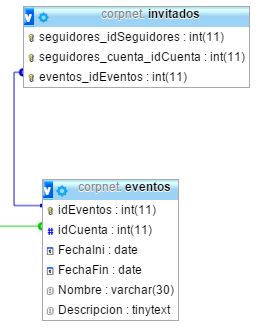 v corpnet invitados
seguidores_idSeguidores : int(11)
seguidores_cuenta_idCuenta : int(11)
eventos_idEventos : int(11)
v corpnet eventos
idEventos : int(11)
# idCuenta : int(11)
FechaIni : date
FechaFin : date
Nombre : varchar(30)
Descripcion : tinytext